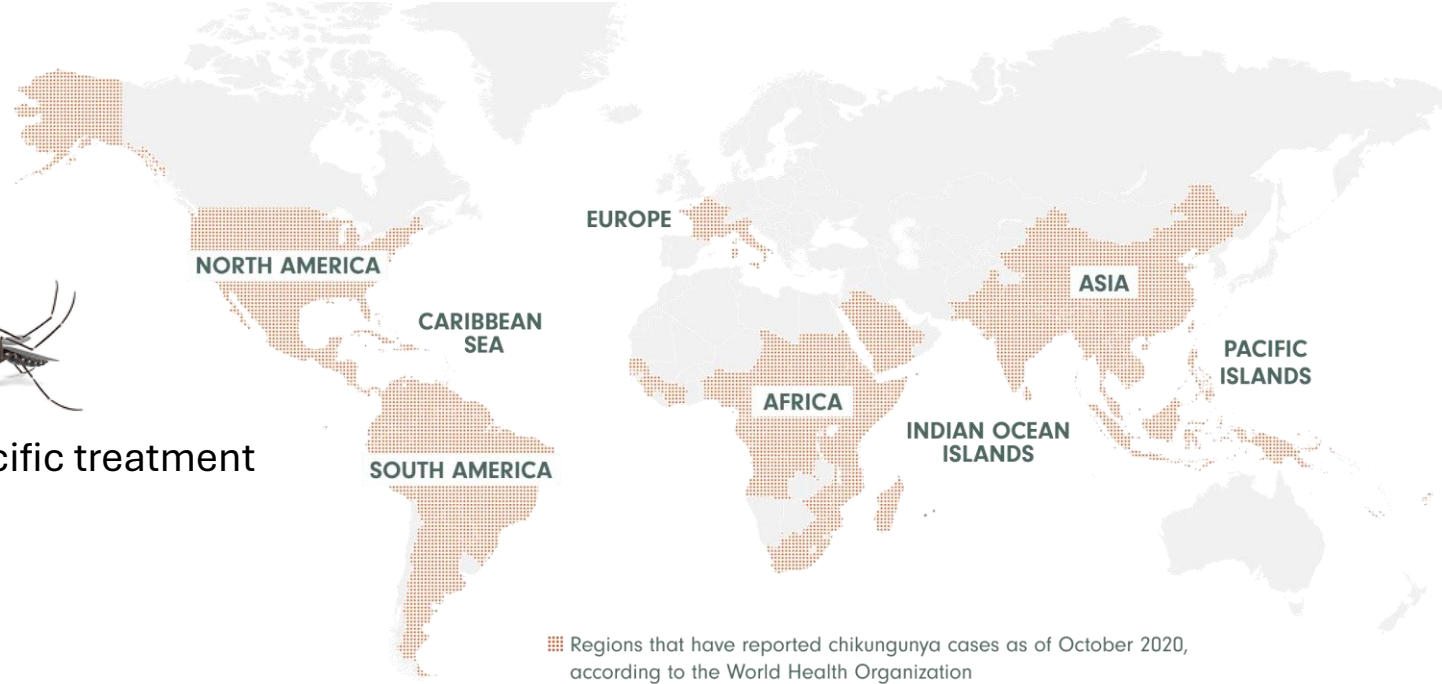 EUROPE
NORTH AMERICA
ASIA
CARIBBEAN
SEA
PACIFIC
ISLANDS
AFRICA
INDIAN OCEAN
ISLANDS
treatment
SOUTH AMERICA
Regions that have reported chikungunya cases as of October 2020,
according to the World Health Organization